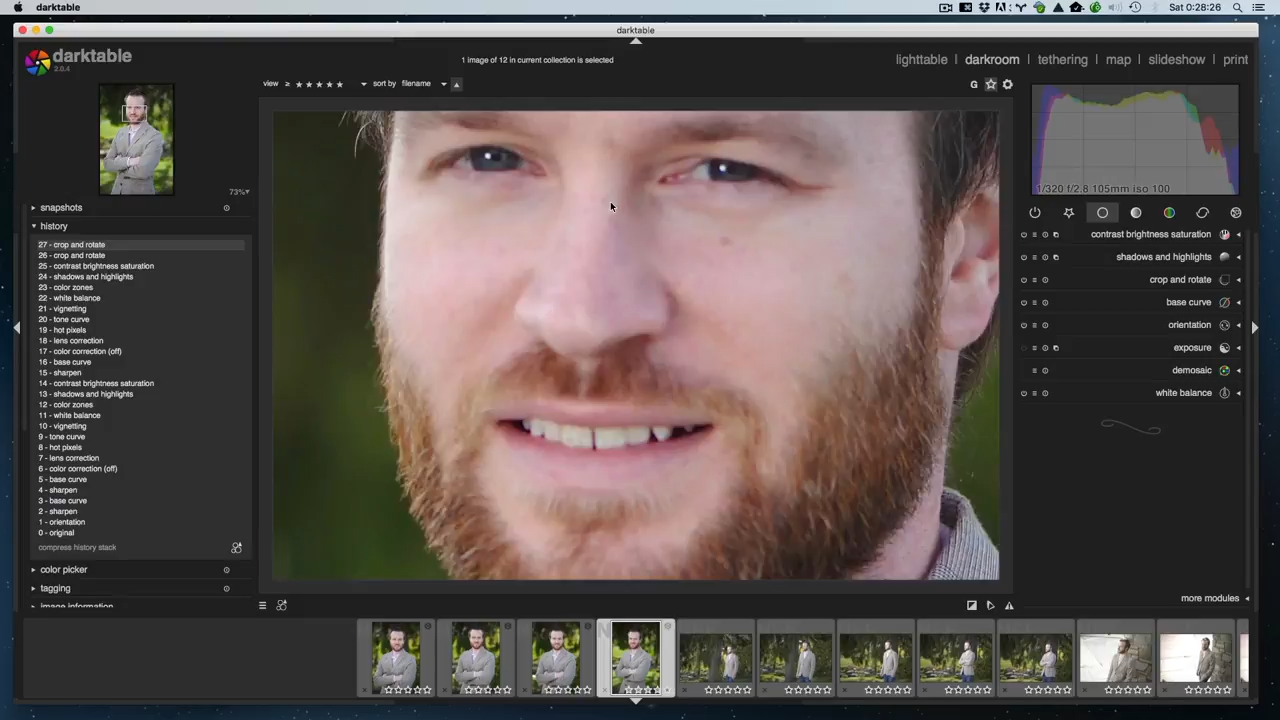 darktable
Sat 0:28:26
darktable
darktable
2.0.4
1 image of 12 in current collection is selected
lighttable | darkroom | tethering | map | slideshow | print
view ≥
sort by filename
G
1/320 f/2.8 105mm iso 100
73%
snapshots
history
27 - crop and rotate
26 - crop and rotate
25 - contrast brightness saturation
24 - shadows and highlights
23 - color zones
22 - white balance
21 - vignetting
20 - tone curve
19 - hot pixels
18 - lens correction
17 - color correction (off)
16 - base curve
15 - sharpen
14 - contrast brightness saturation
13 - shadows and highlights
12 - color zones
11 - white balance
10 - vignetting
9 - tone curve
8 - hot pixels
7 - lens correction
6 - color correction (off)
5 - base curve
4 - sharpen
3 - base curve
2 - sharpen
1 - orientation
0 - original
compress history stack
color picker
tagging
image information
contrast brightness saturation
shadows and highlights
crop and rotate
base curve
orientation
exposure
demosaic
white balance
more modules